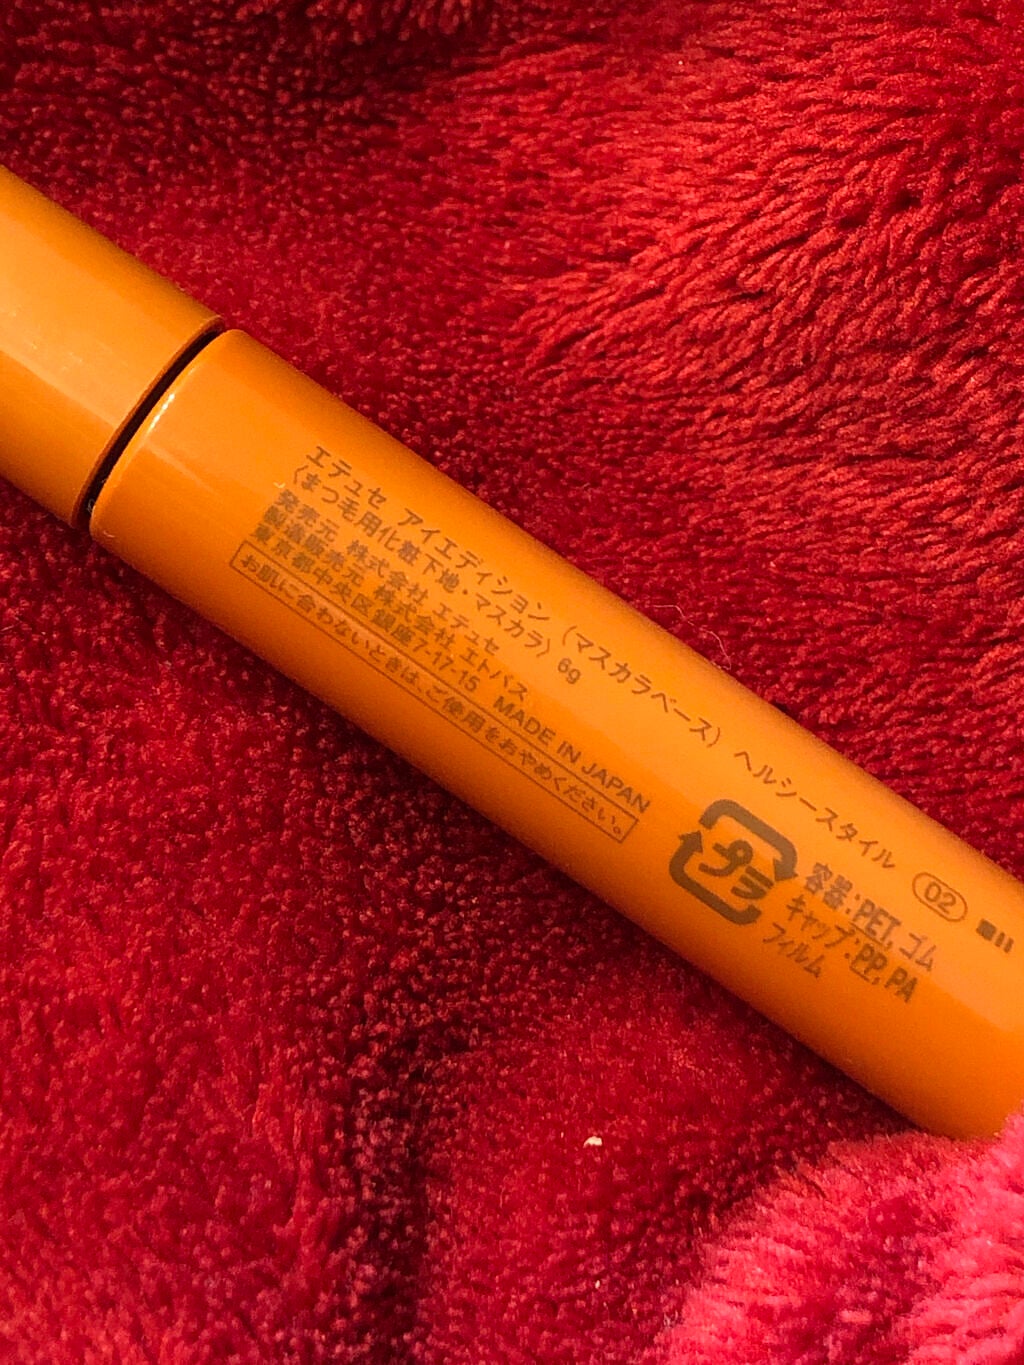 エテュセ アイエディション (マスカラベース) ヘルシースタイル 02
〈まつ毛用化粧下地・マスカラ〉 6g
発売元 株式会社 エテュセ
製造販売元 株式会社 エトバス
東京都中央区銀座7-17-15 MADE IN JAPAN
お肌に合わないときは、ご使用をおやめください。
プラ
容器:PET,ゴム
キャップ:PP,PA
フィルム